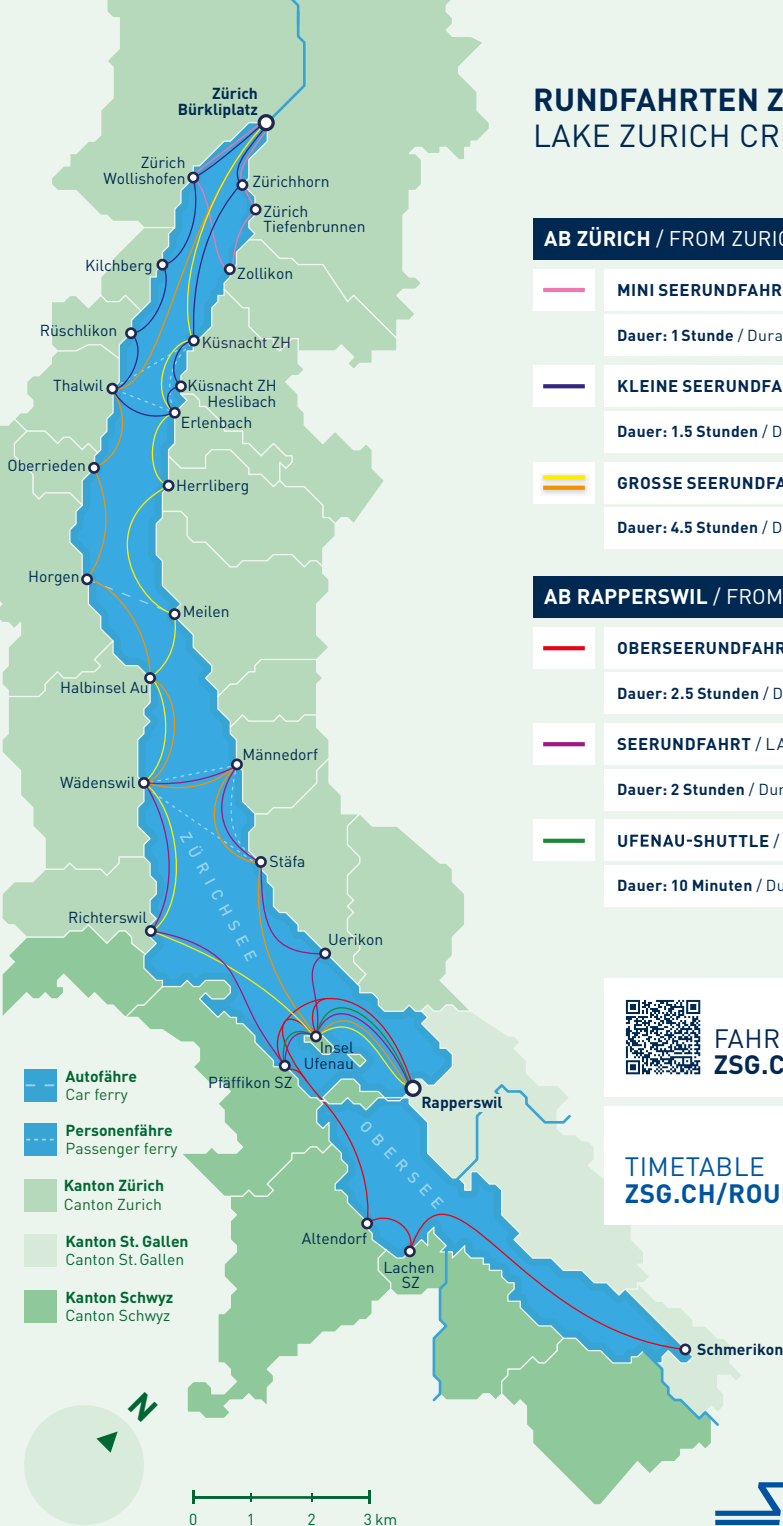 Zürich
Bürkliplatz
Zürich
Wollishofen
Zürichhorn
Zürich
Tiefenbrunnen
Kilchberg
Zollikon
Rüschlikon
Küsnacht ZH
Thalwil
Küsnacht ZH
Heslibach
Erlenbach
Oberrieden
Herrliberg
Horgen
Meilen
Halbinsel Au
Männedorf
Wädenswil
ZÜRICHSEE
Stäfa
Richterswil
Uerikon
Insel
Ufenau
Pfäffikon SZ
Rapperswil
OBERSEE
Altendorf
Lachen
SZ
Schmerikon
Autofähre
Car ferry
Personenfähre
Passenger ferry
Kanton Zürich
Canton Zurich
Kanton St. Gallen
Canton St. Gallen
Kanton Schwyz
Canton Schwyz
N
0 1 2 3 km
RUNDFAHRTEN Z
LAKE ZURICH CR
AB ZÜRICH / FROM ZURIC
MINI SEERUNDFAHR
Dauer: 1 Stunde / Dura
KLEINE SEERUNDFA
Dauer: 1.5 Stunden / D
GROSSE SEERUNDFA
Dauer: 4.5 Stunden / D
AB RAPPERSWIL / FROM
OBERSEERUNDFAHR
Dauer: 2.5 Stunden / D
SEERUNDFAHRT / LA
Dauer: 2 Stunden / Dur
UFENAU-SHUTTLE /
Dauer: 10 Minuten / Du
FAHR
ZSG.C
TIMETABLE
ZSG.CH/ROU